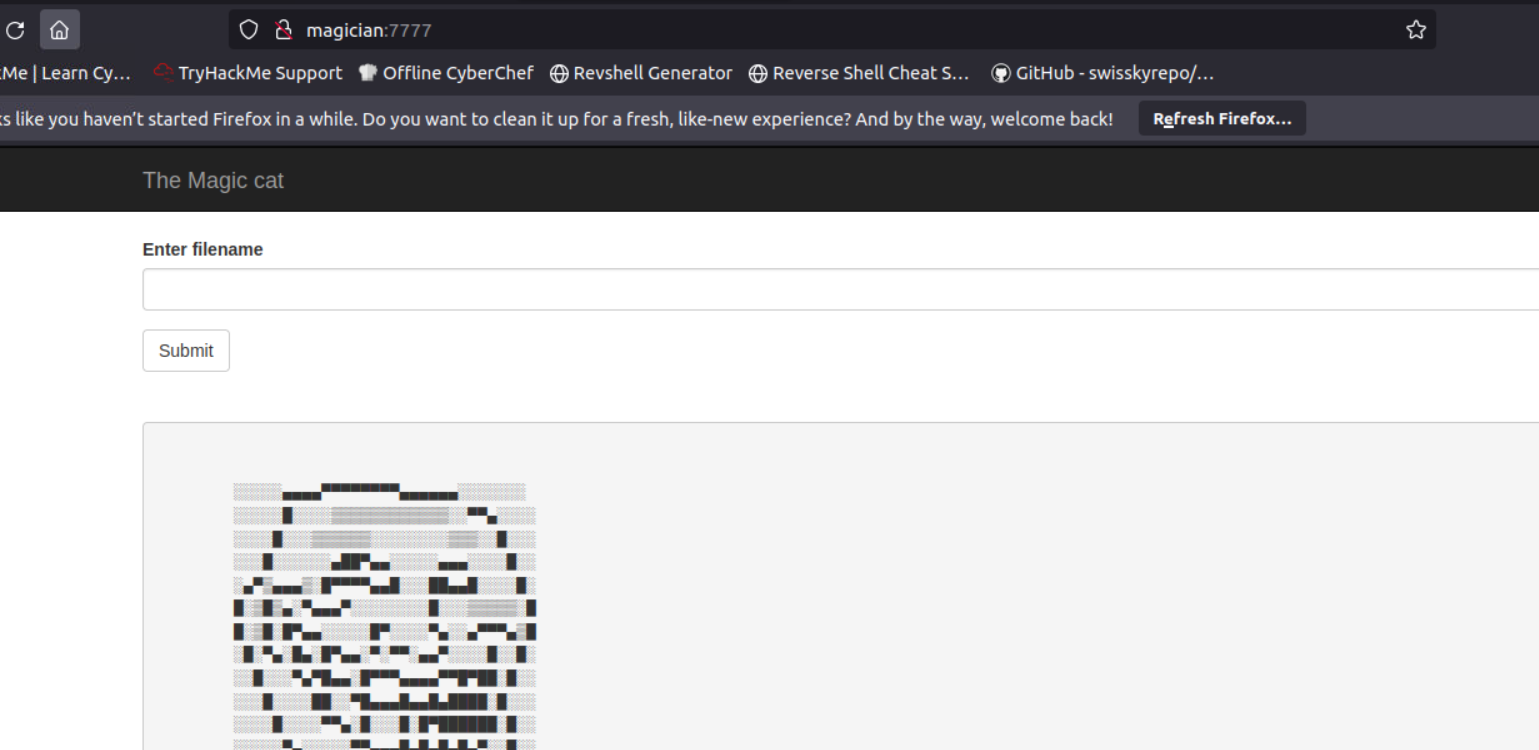 magician:7777
Me | Learn Cy... TryHackMe Support Offline CyberChef Revshell Generator Reverse Shell Cheat S... GitHub - swisskyrepo/...
s like you haven't started Firefox in a while. Do you want to clean it up for a fresh, like-new experience? And by the way, welcome back! Refresh Firefox...
The Magic cat
Enter filename
Submit